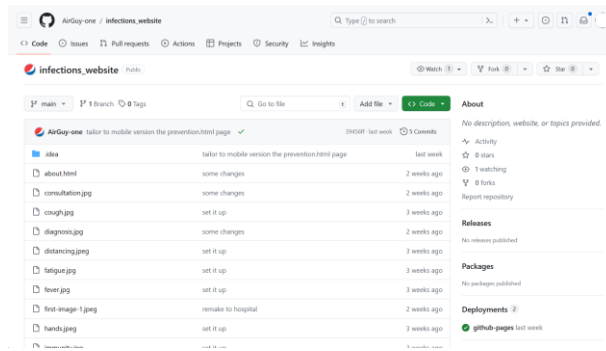 AirGuy-one / infections_website
Type / to search
Code Issues Pull requests Actions Projects Security Insights
infections_website Public
Watch 1 Fork 0 Star 0
main 1 Branch 0 Tags Go to file t Add file Code
AirGuy-one tailor to mobile version the prevention.html page last week 5 Commits
.idea tailor to mobile version the prevention.html page last week
about.html some changes 2 weeks ago
consultation.jpg some changes 2 weeks ago
cough.jpg set it up 3 weeks ago
diagnosis.jpg some changes 2 weeks ago
distancing.jpeg set it up 3 weeks ago
fatigue.jpg set it up 3 weeks ago
fever.jpg set it up 3 weeks ago
first-image-1.jpeg remake to hospital 2 weeks ago
hands.jpeg set it up 3 weeks ago
set it up
About
No description, website, or topics provided.
Activity
0 stars
1 watching
0 forks
Report repository
Releases
No releases published
Packages
No packages published
Deployments 2
github-pages last week